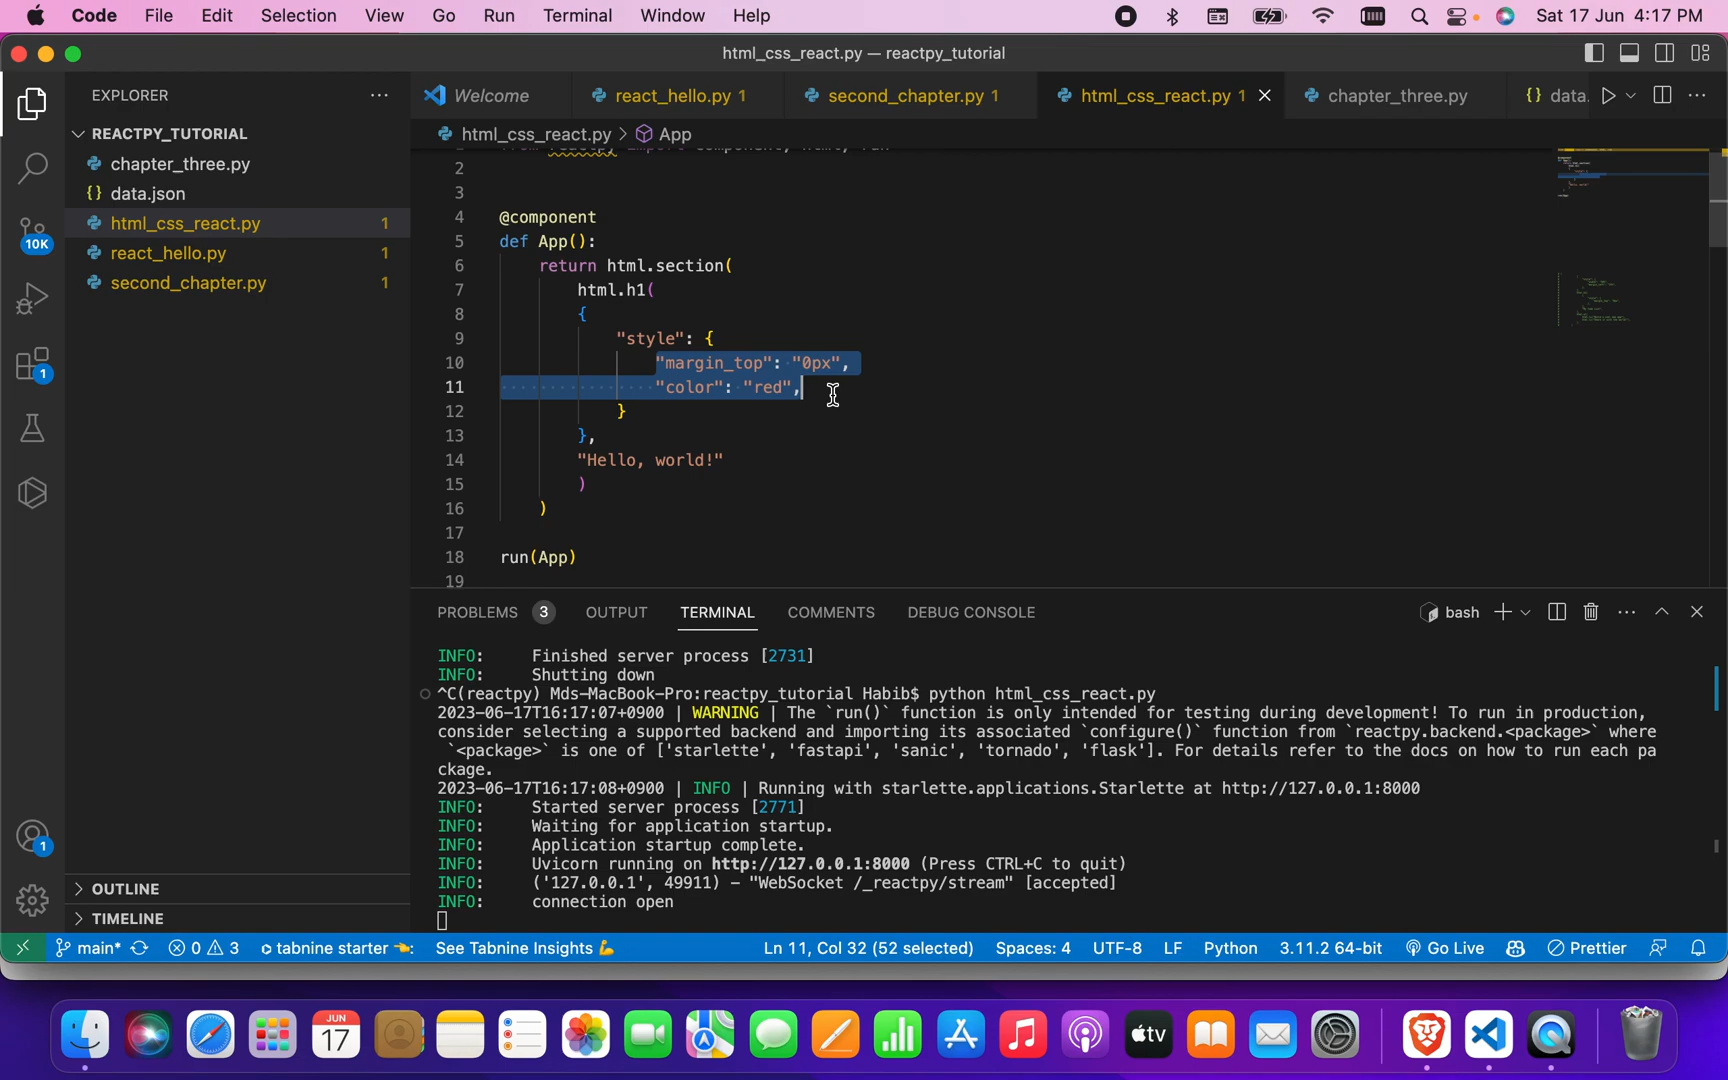 Code File Edit Selection View Go Run Terminal Window Help Sat 17 Jun 4:17 PM
html_css_react.py — reactpy_tutorial
EXPLORER
Welcome react_hello.py 1 second_chapter.py 1 html_css_react.py 1 chapter_three.py {} data.
REACTPY_TUTORIAL
chapter_three.py
{} data.json
html_css_react.py 1
react_hello.py 1
second_chapter.py 1
10K
1
1
OUTLINE
TIMELINE
html_css_react.py > App
2
3
4 @component
5 def App():
6 return html.section(
7 html.h1(
8 {
9 "style": {
10 "margin_top": "0px",
11 "color": "red",
12 }
13 },
14 "Hello, world!"
15 )
16 )
17
18 run(App)
19
PROBLEMS 3 OUTPUT TERMINAL COMMENTS DEBUG CONSOLE bash
INFO: Finished server process [2731]
INFO: Shutting down
^C(reactpy) Mds-MacBook-Pro:reactpy_tutorial Habib$ python html_css_react.py
2023-06-17T16:17:07+0900 | WARNING | The `run()` function is only intended for testing during development! To run in production,
consider selecting a supported backend and importing its associated `configure()` function from `reactpy.backend.<package>` where
`<package>` is one of ['starlette', 'fastapi', 'sanic', 'tornado', 'flask']. For details refer to the docs on how to run each pa
ckage.
2023-06-17T16:17:08+0900 | INFO | Running with starlette.applications.Starlette at http://127.0.0.1:8000
INFO: Started server process [2771]
INFO: Waiting for application startup.
INFO: Application startup complete.
INFO: Uvicorn running on http://127.0.0.1:8000 (Press CTRL+C to quit)
INFO: ('127.0.0.1', 49911) - "WebSocket /_reactpy/stream" [accepted]
INFO: connection open
main* 0 3 tabnine starter See Tabnine Insights Ln 11, Col 32 (52 selected) Spaces: 4 UTF-8 LF Python 3.11.2 64-bit Go Live Prettier
JUN
17
tv